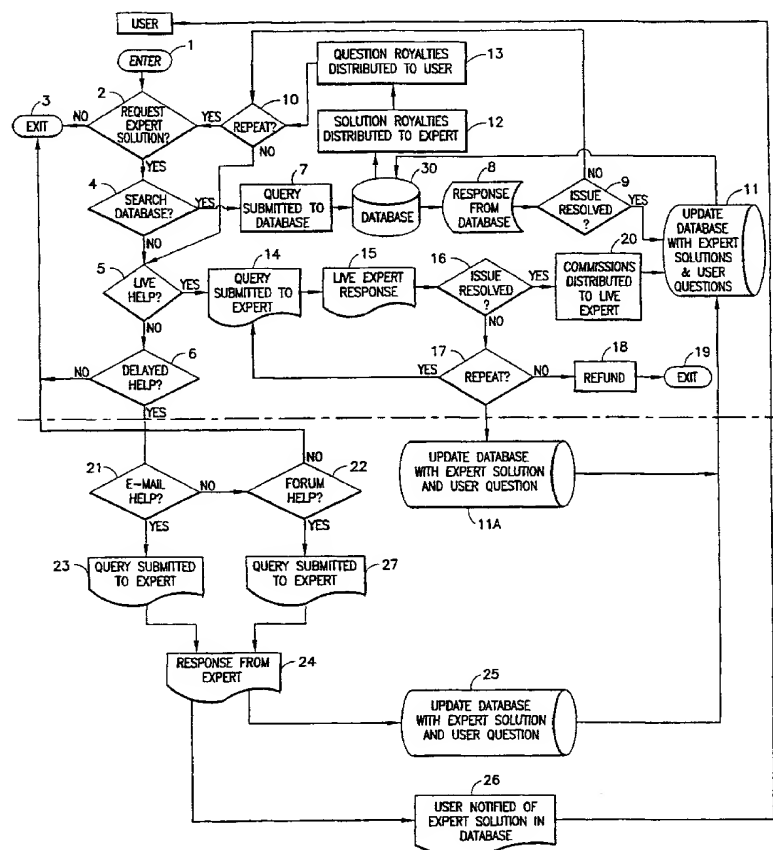 USER
1
ENTER
2
3
NO
EXIT
REQUEST
EXPERT
SOLUTION?
YES
YES
10
REPEAT?
NO
13
QUESTION ROYALTIES
DISTRIBUTED TO USER
12
SOLUTION ROYALTIES
DISTRIBUTED TO EXPERT
4
SEARCH
DATABASE?
YES
NO
7
QUERY
SUBMITTED TO
DATABASE
30
DATABASE
8
RESPONSE
FROM
DATABASE
NO
9
ISSUE
RESOLVED
?
YES
11
UPDATE
DATABASE
WITH EXPERT
SOLUTIONS
& USER
QUESTIONS
5
LIVE
HELP?
YES
NO
14
QUERY
SUBMITTED TO
EXPERT
15
LIVE EXPERT
RESPONSE
16
ISSUE
RESOLVED
?
YES
NO
20
COMMISSIONS
DISTRIBUTED
TO LIVE
EXPERT
6
NO
DELAYED
HELP?
YES
17
YES
REPEAT?
NO
18
REFUND
19
EXIT
21
E-MAIL
HELP?
NO
YES
NO
22
FORUM
HELP?
YES
UPDATE DATABASE
WITH EXPERT SOLUTION
AND USER QUESTION
11A
23
QUERY SUBMITTED
TO EXPERT
QUERY SUBMITTED
TO EXPERT
27
RESPONSE FROM
EXPERT
24
25
UPDATE DATABASE
WITH EXPERT SOLUTION
AND USER QUESTION
26
USER NOTIFIED OF
EXPERT SOLUTION IN
DATABASE